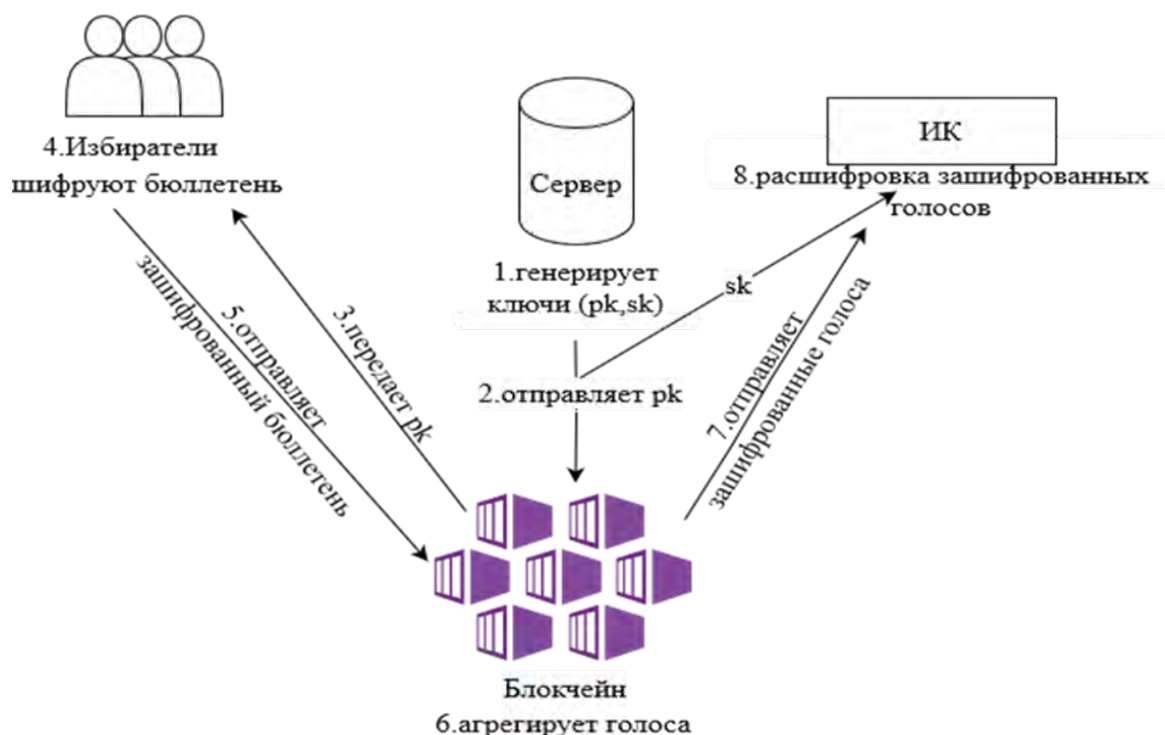 4.Избиратели
шифруют бюллетень
Сервер
ИК
8.расшифровка зашифрованных
голосов
1.генерирует
ключи (pk,sk)
sk
2.отправляет pk
3.передает pk
5.отправляет
зашифрованный бюллетень
7.отправляет
зашифрованные голоса
Блокчейн
6.агрегирует голоса